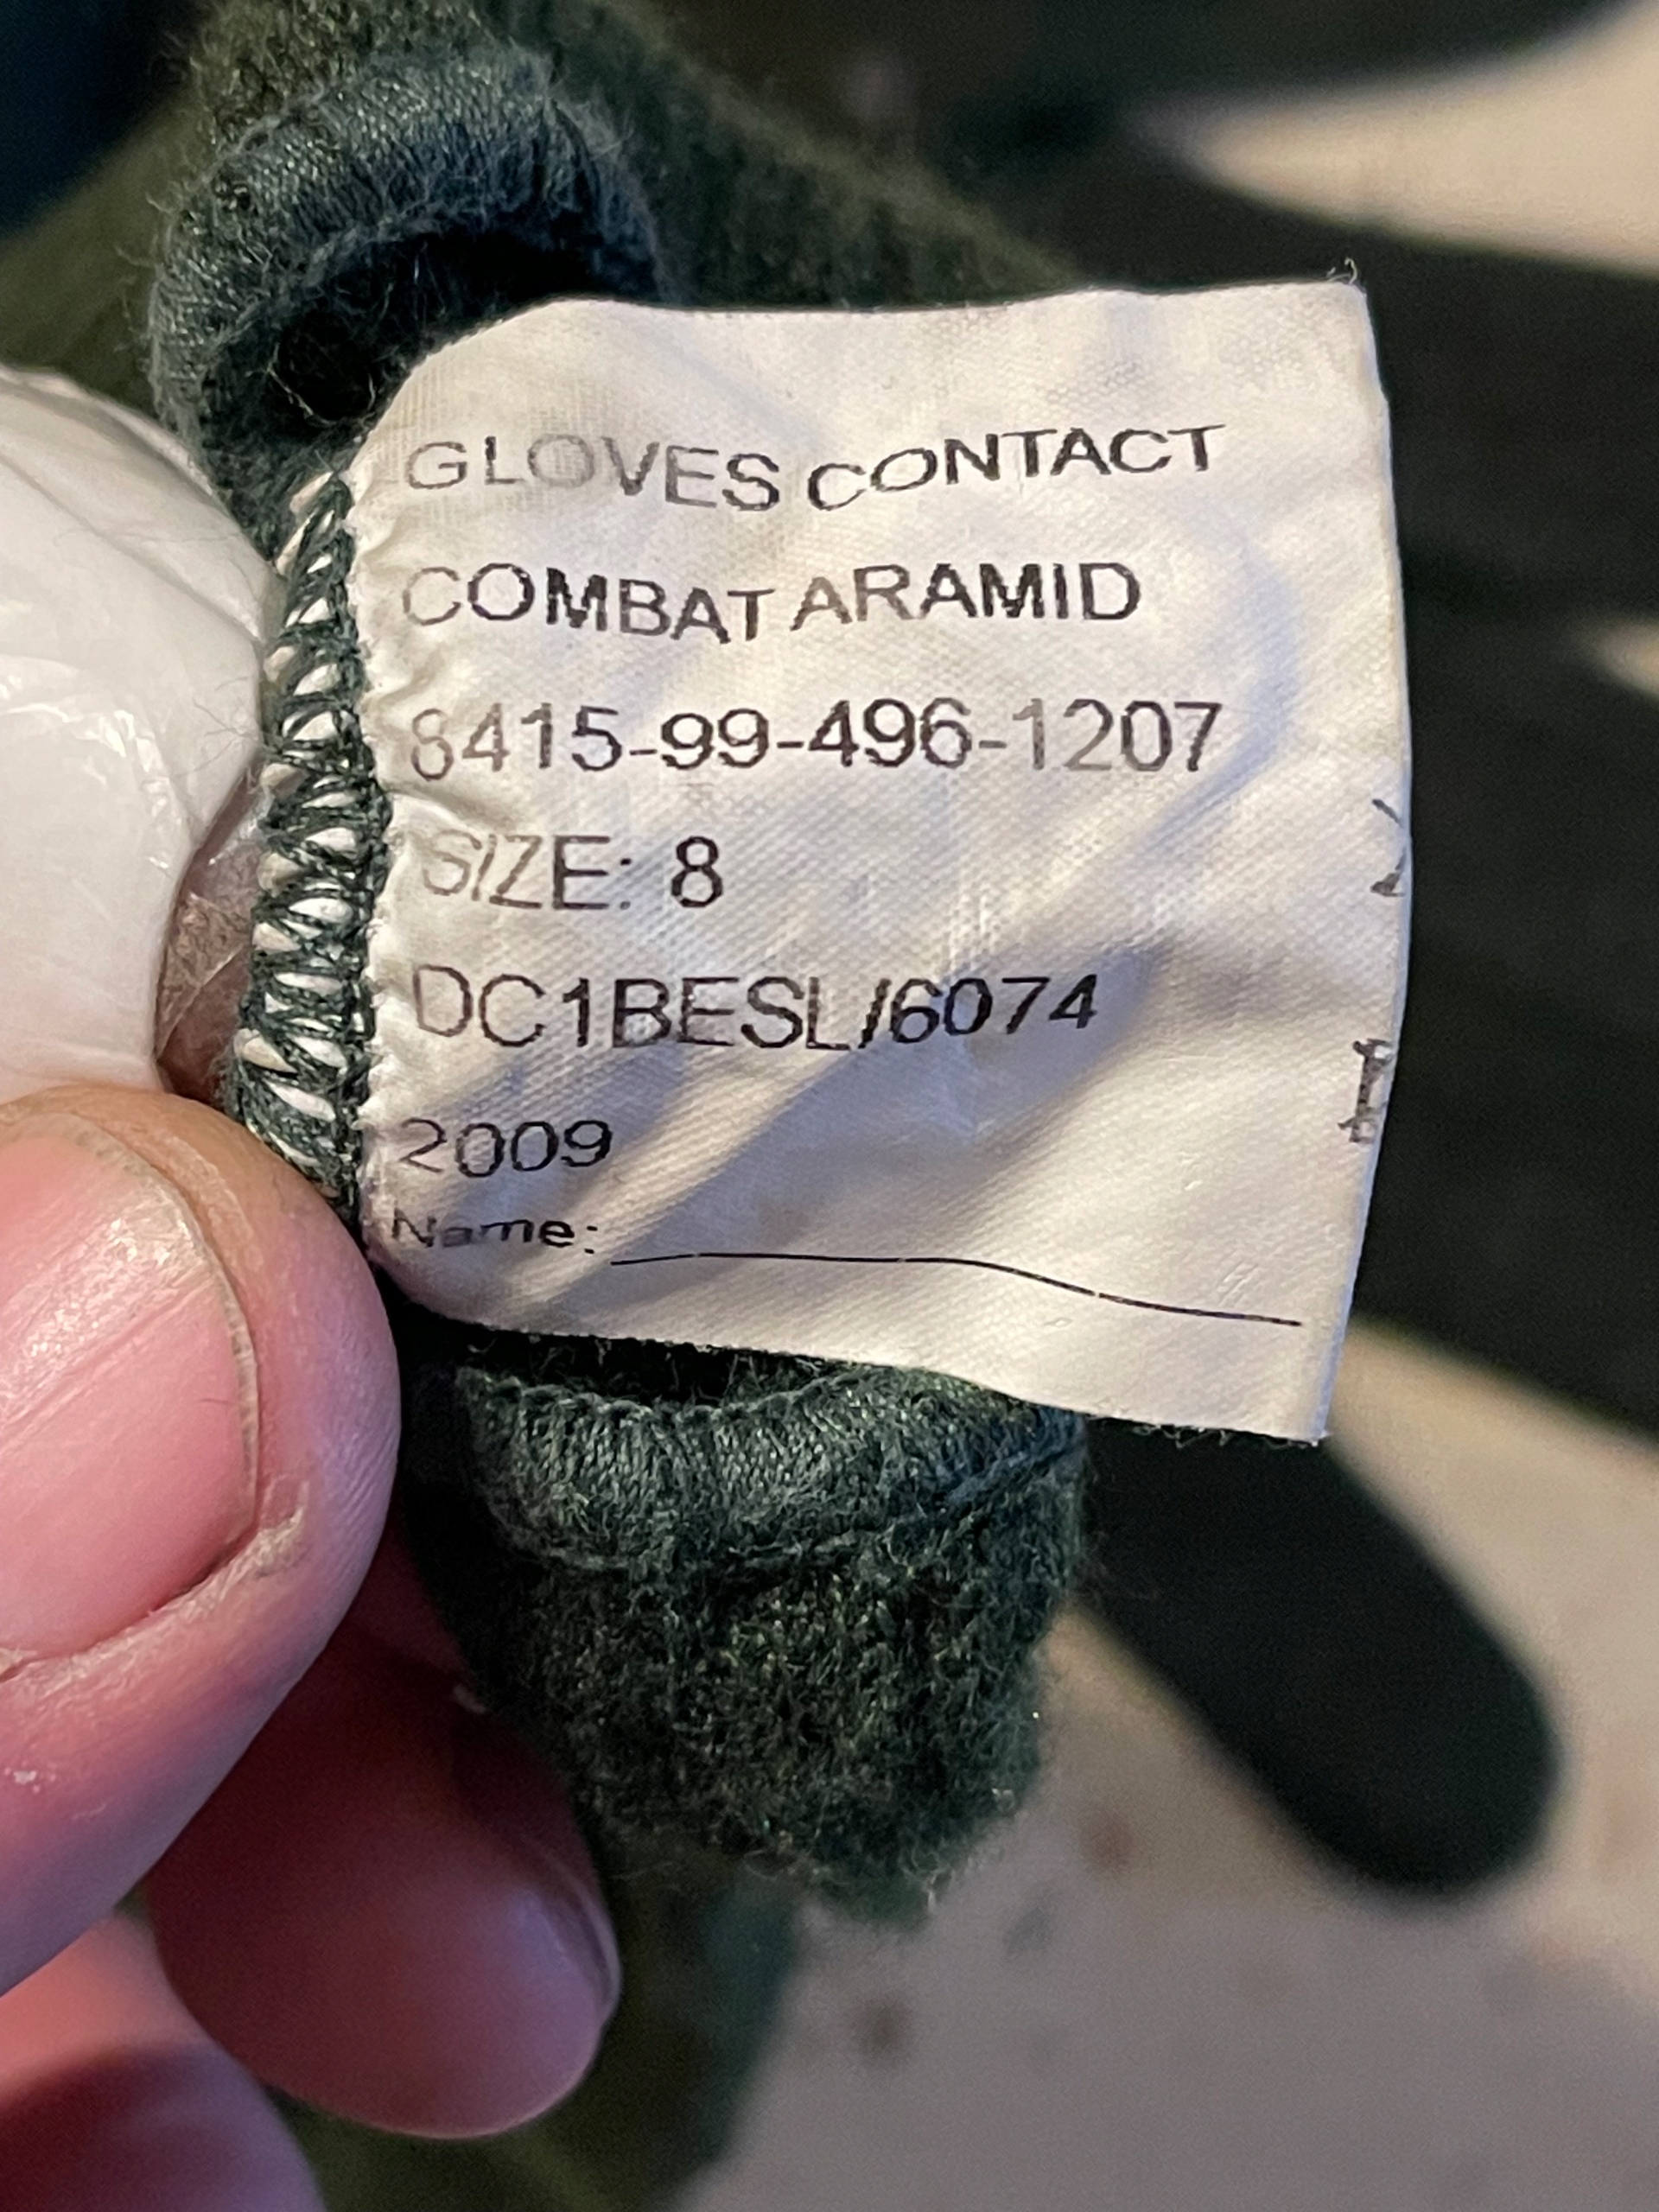 GLOVES CONTACT
COMBAT ARAMID
8415-99-496-1207
SIZE: 8
DC1BESL/6074
2009
Name: